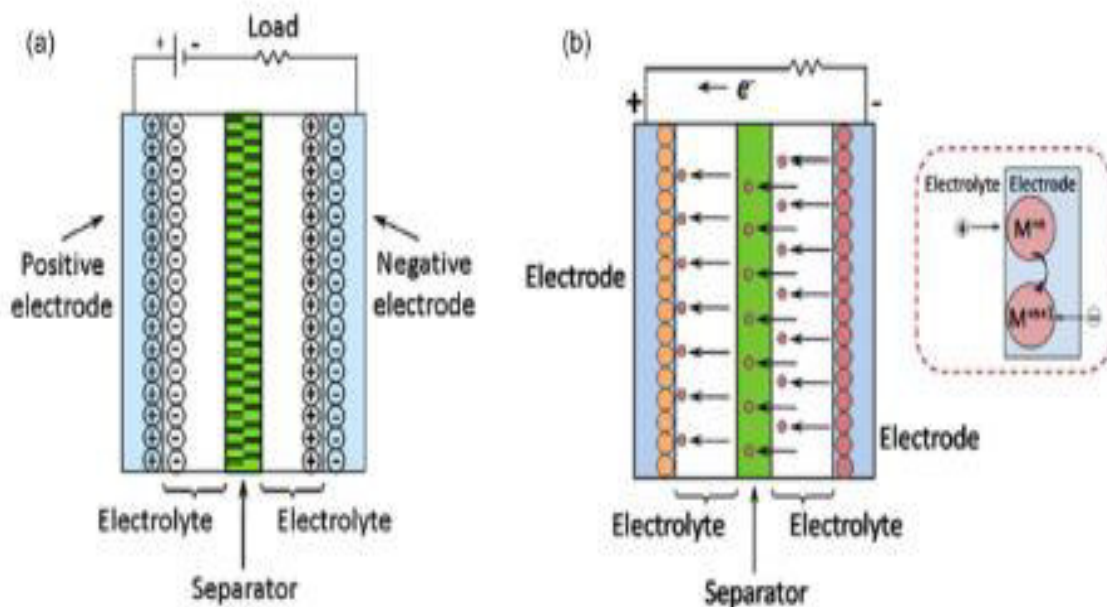 (a)
Load
+ -
Positive
electrode
Negative
electrode
Electrolyte
Electrolyte
Separator
(b)
e-
+
-
Electrode
Electrode
Electrolyte
Electrolyte
Separator
Electrolyte
Electrode